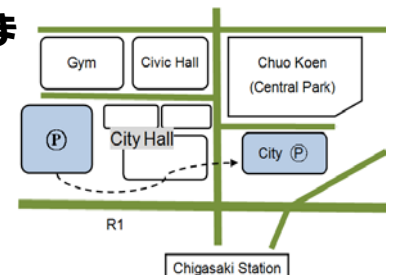 Gym
Civic Hall
Chuo Koen
(Central Park)
P
City Hall
City P
R1
Chigasaki Station